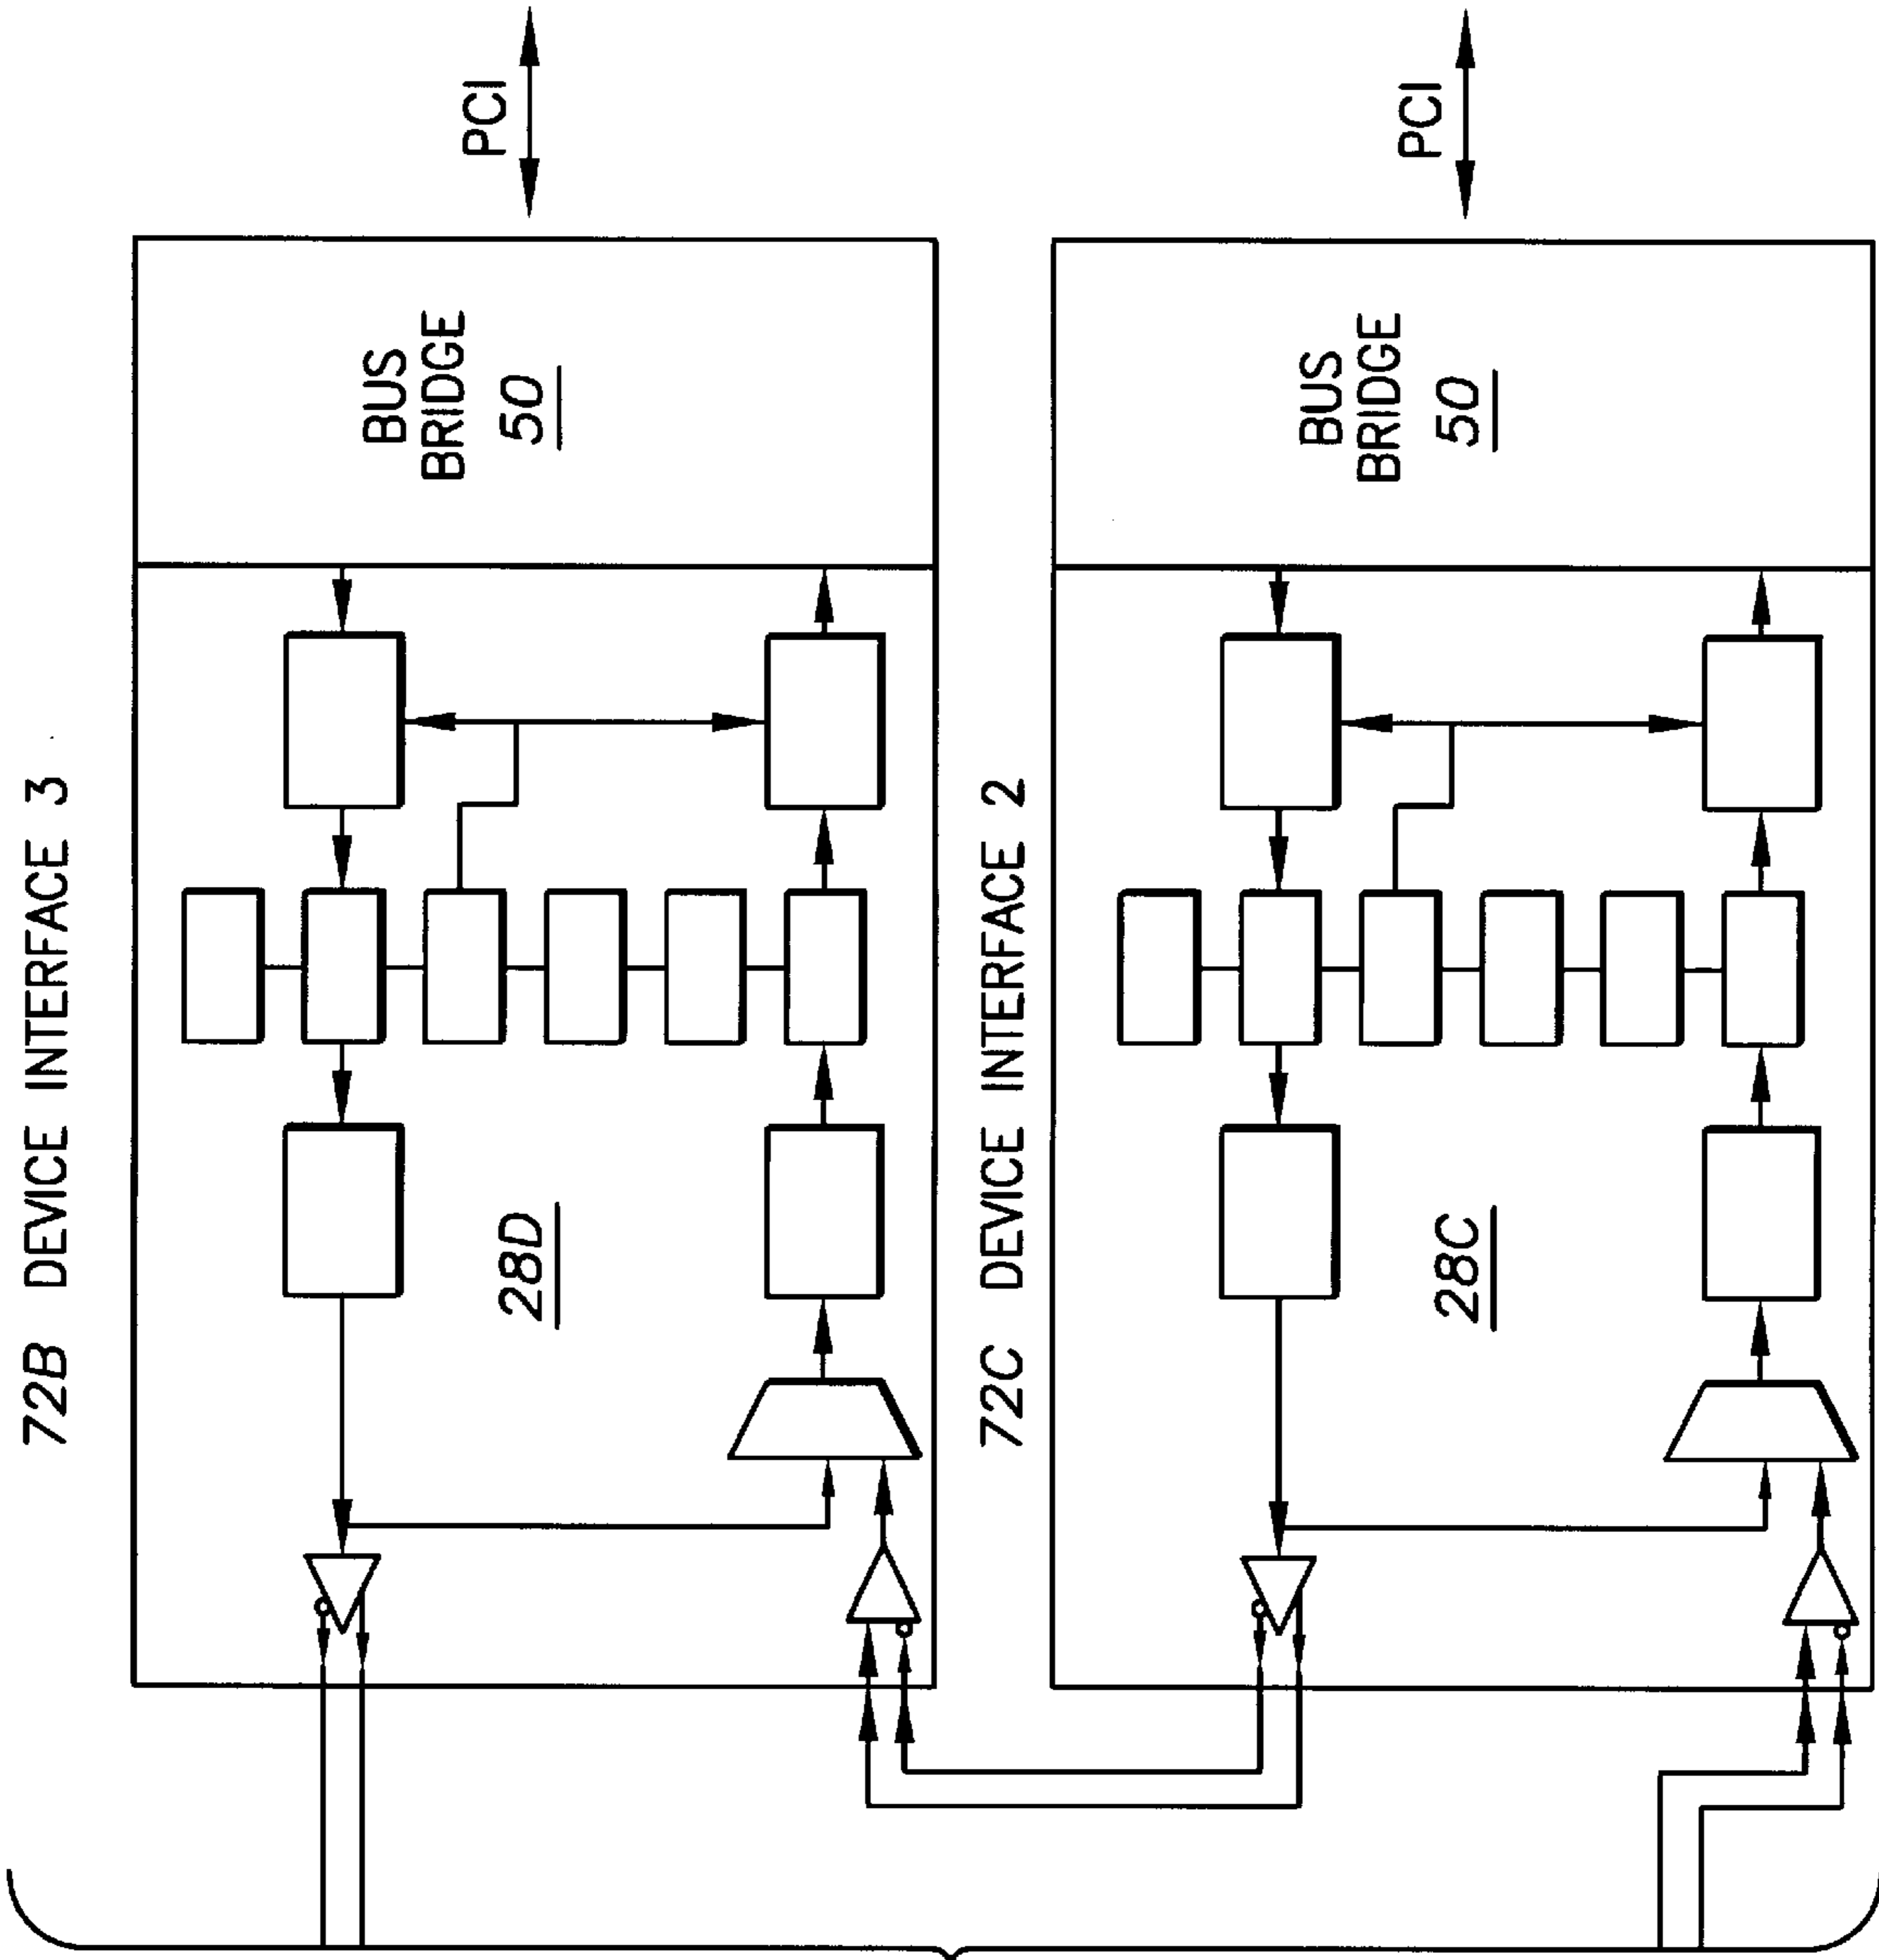 72B DEVICE INTERFACE 3
BUS
BRIDGE
50
PCI
28D
72C DEVICE INTERFACE 2
BUS
BRIDGE
50
PCI
28C